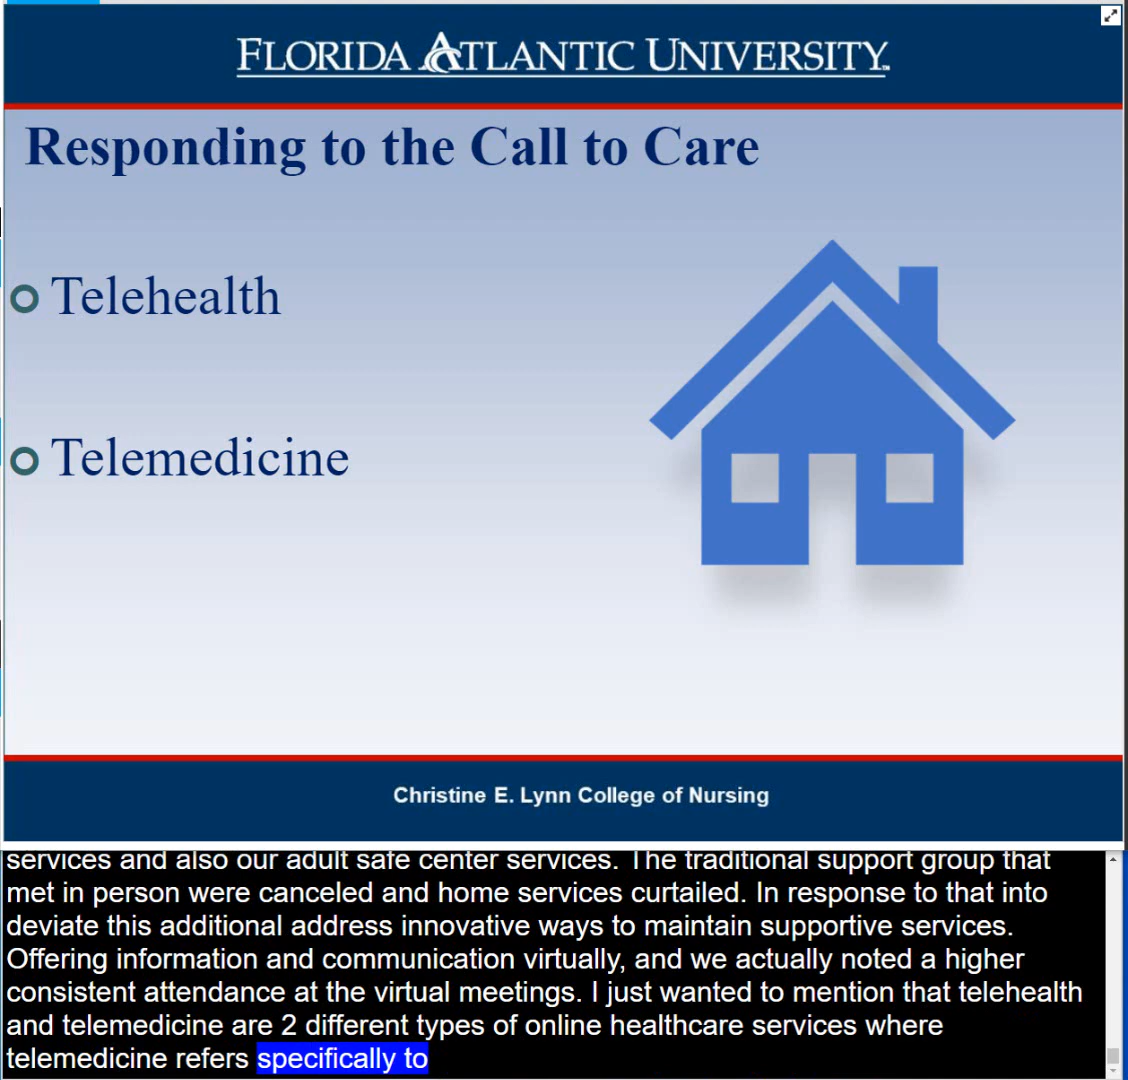 FLORIDA ATLANTIC UNIVERSITY
Responding to the Call to Care
Telehealth
Telemedicine
Christine E. Lynn College of Nursing
services and also our adult safe center services. The traditional support group that
met in person were canceled and home services curtailed. In response to that into
deviate this additional address innovative ways to maintain supportive services.
Offering information and communication virtually, and we actually noted a higher
consistent attendance at the virtual meetings. I just wanted to mention that telehealth
and telemedicine are 2 different types of online healthcare services where
telemedicine refers specifically to